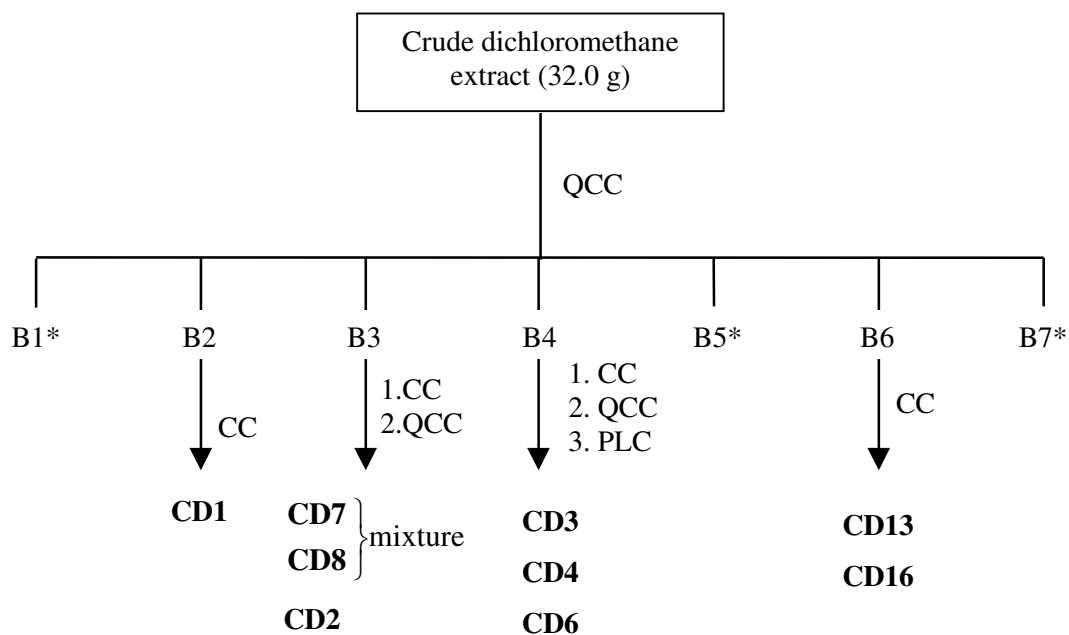 Crude dichloromethane
extract (32.0 g)
QCC
B1*
B2
B3
B4
B5*
B6
B7*
CC
1.CC
2.QCC
1. CC
2. QCC
3. PLC
CC
CD1
CD7
CD8
mixture
CD2
CD3
CD4
CD6
CD13
CD16